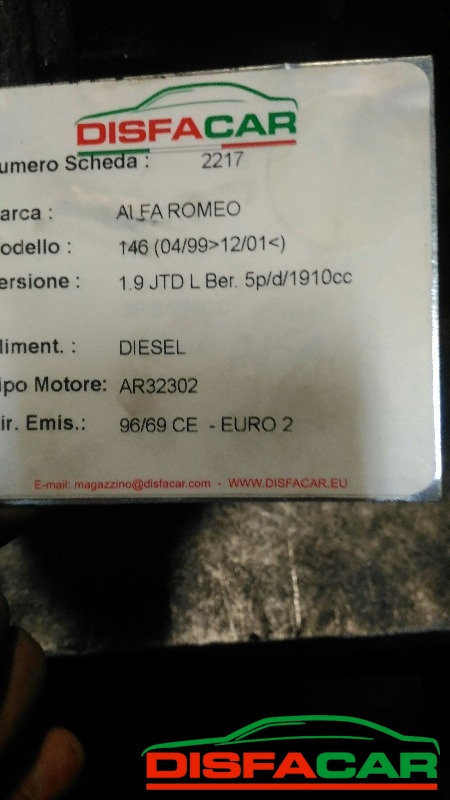 DISFACAR
umero Scheda : 2217
arca : ALFA ROMEO
odello : 146 (04/99>12/01<)
ersione : 1.9 JTD L Ber. 5p/d/1910cc
liment. : DIESEL
ipo Motore: AR32302
ir. Emis.: 96/69 CE - EURO 2
E-mail: magazzino@disfacar.com - WWW.DISFACAR.EU
DISFACAR